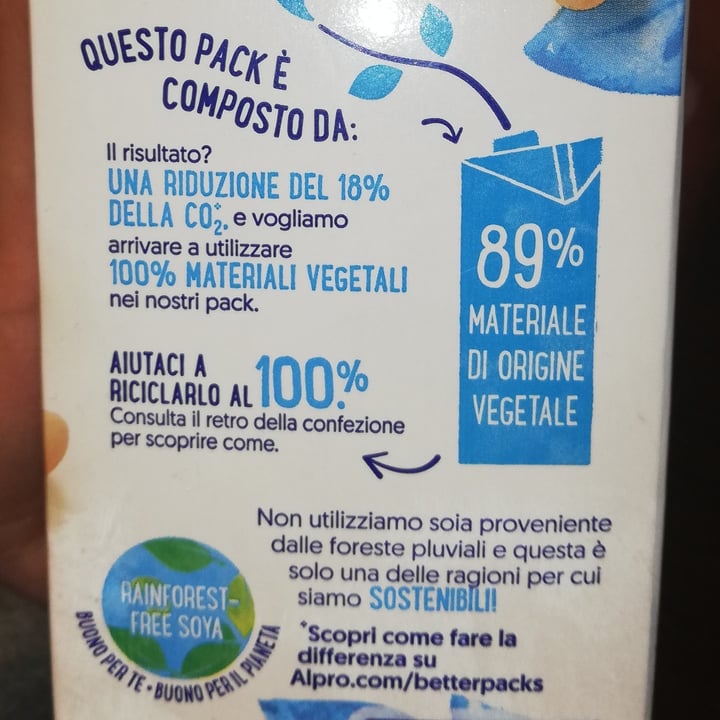 QUESTO PACK È
COMPOSTO DA:
Il risultato?
UNA RIDUZIONE DEL 18%
DELLA CO₂*, e vogliamo
arrivare a utilizzare
100% MATERIALI VEGETALI
nei nostri pack.
89%
MATERIALE
DI ORIGINE
VEGETALE
AIUTACI A
RICICLARLO AL 100%.
Consulta il retro della confezione
per scoprire come.
Non utilizziamo soia proveniente
dalle foreste pluviali e questa è
solo una delle ragioni per cui
siamo SOSTENIBILI!
RAINFOREST-
FREE SOYA
BUONO PER TE • BUONO PER IL PIANETA
*Scopri come fare la
differenza su
Alpro.com/betterpacks